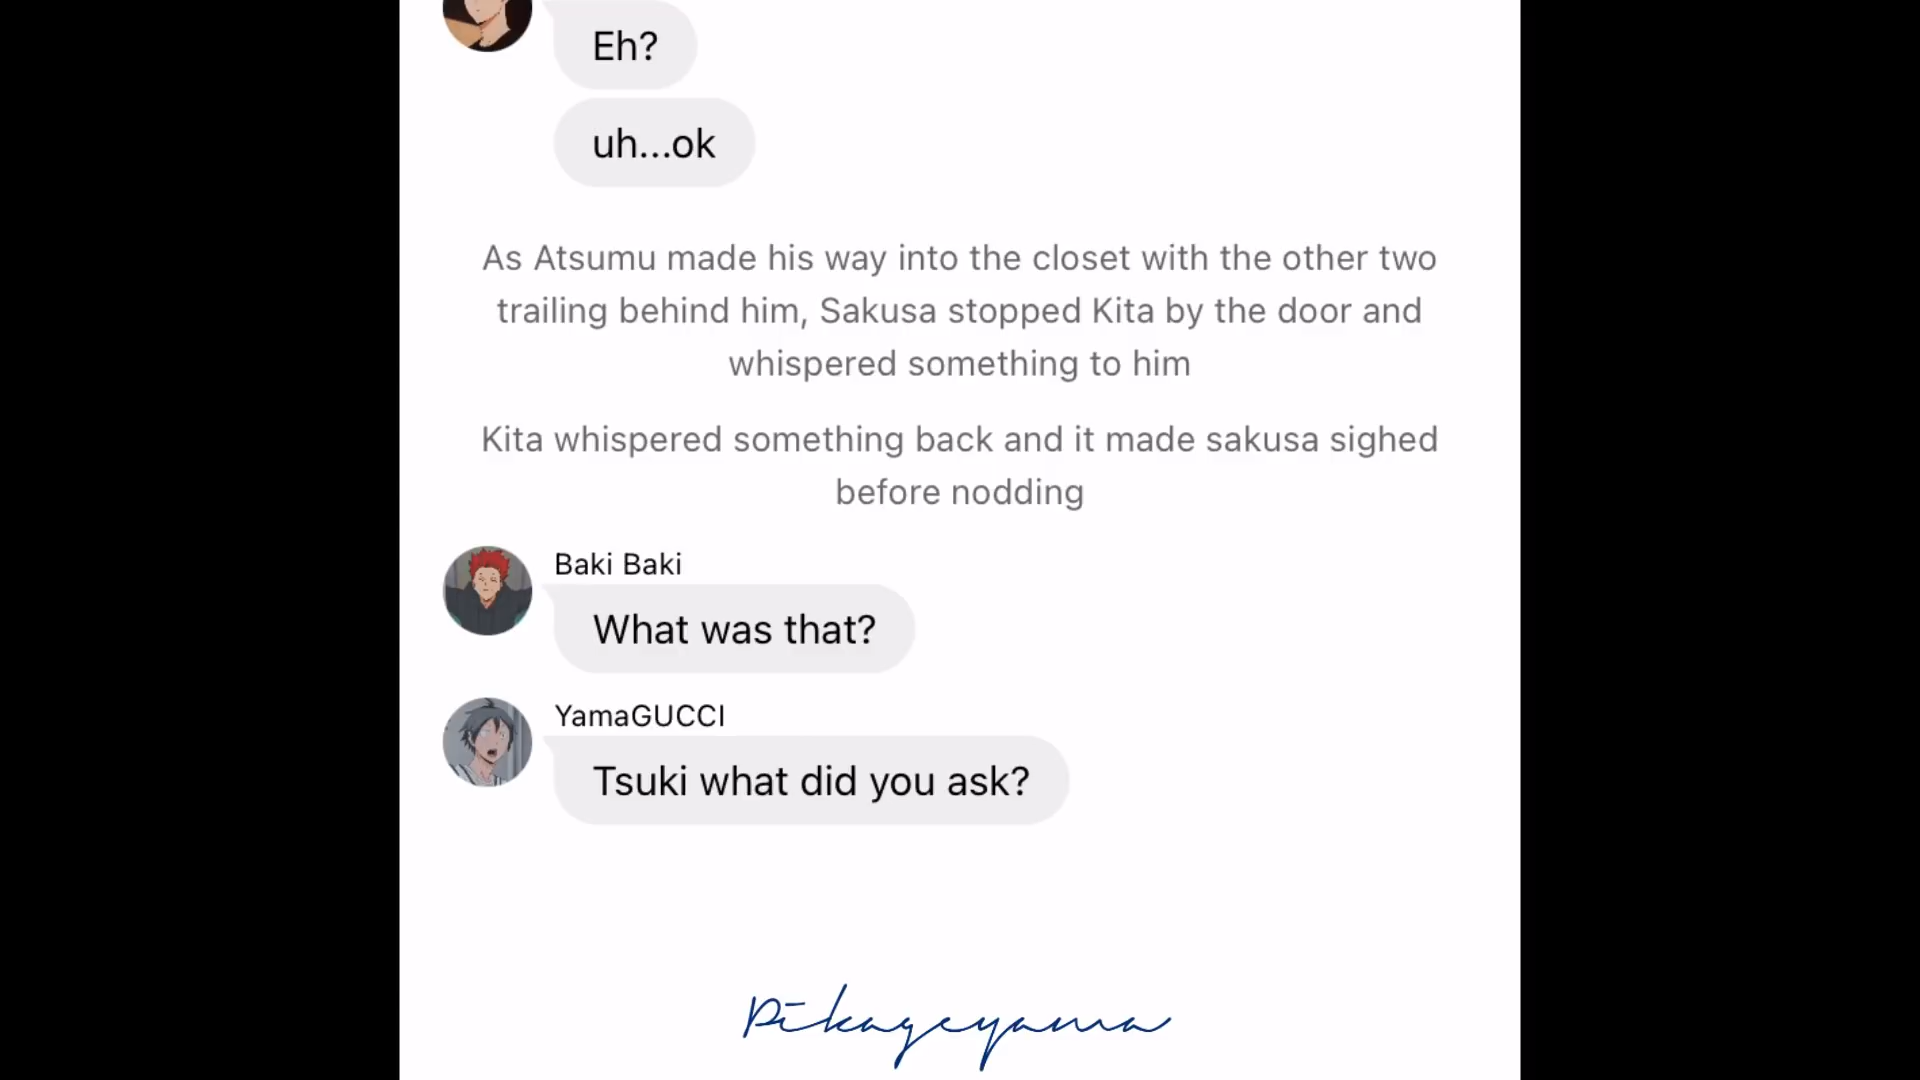 Eh?
uh...ok
As Atsumu made his way into the closet with the other two
trailing behind him, Sakusa stopped Kita by the door and
whispered something to him
Kita whispered something back and it made sakusa sighed
before nodding
Baki Baki
What was that?
YamaGUCCI
Tsuki what did you ask?
Pikageyama